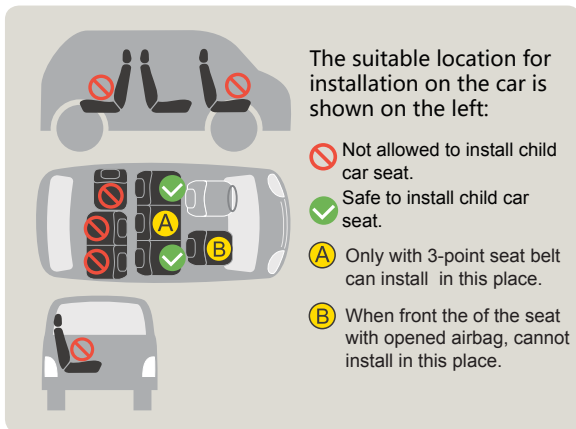 The suitable location for
installation on the car is
shown on the left:
Not allowed to install child
car seat.
Safe to install child car
seat.
A Only with 3-point seat belt
can install in this place.
B When front the of the seat
with opened airbag, cannot
install in this place.
A
B